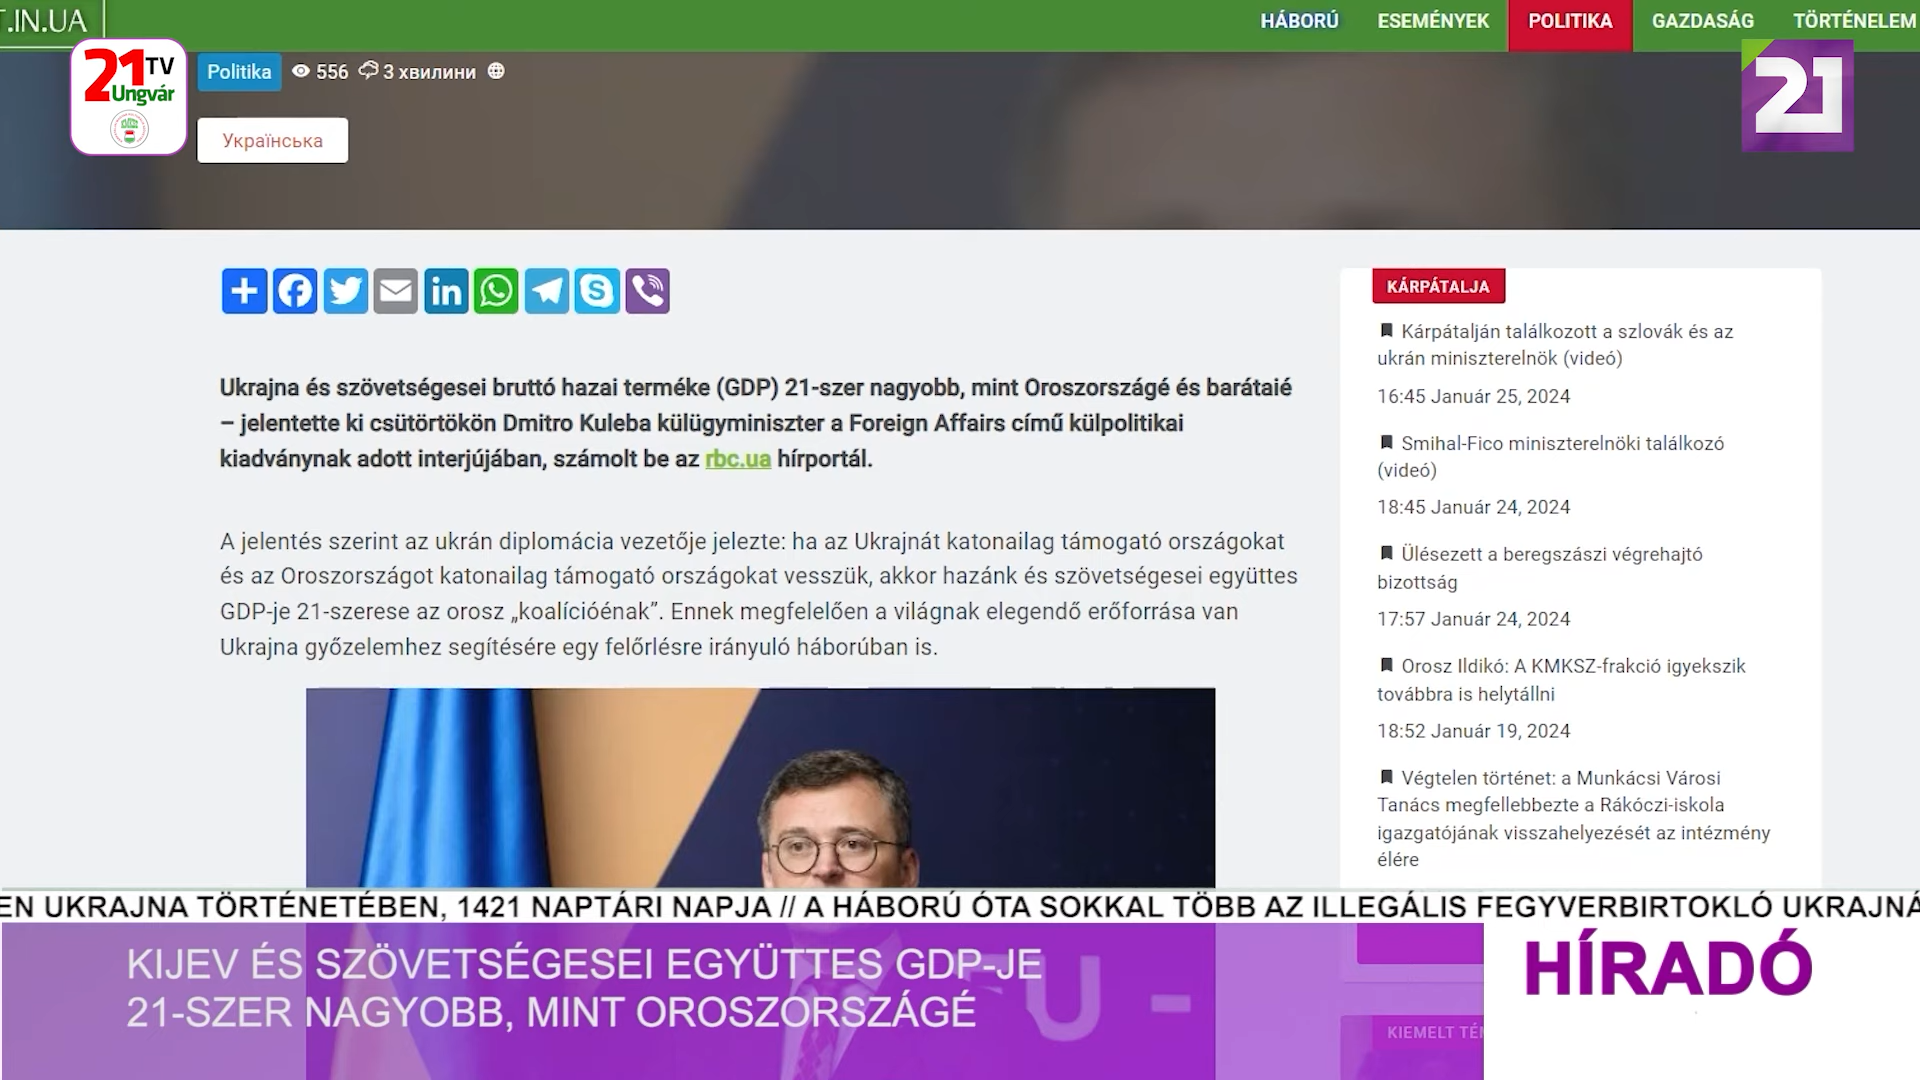 T.IN.UA
HÁBORÚ
ESEMÉNYEK
POLITIKA
GAZDASÁG
TÖRTÉNELEM
21TV
Ungvár
21
Politika
556
3 хвилини
Українська
KÁRPÁTALJA
Ukrajna és szövetségesei bruttó hazai terméke (GDP) 21-szer nagyobb, mint Oroszországé és barátaié
– jelentette ki csütörtökön Dmitro Kuleba külügyminiszter a Foreign Affairs című külpolitikai
kiadványnak adott interjújában, számolt be az rbc.ua hírportál.
A jelentés szerint az ukrán diplomácia vezetője jelezte: ha az Ukrajnát katonailag támogató országokat
és az Oroszországot katonailag támogató országokat vesszük, akkor hazánk és szövetségesei együttes
GDP-je 21-szerese az orosz „koalícióénak”. Ennek megfelelően a világnak elegendő erőforrása van
Ukrajna győzelemhez segítésére egy felőrlésre irányuló háborúban is.
Kárpátalján találkozott a szlovák és az
ukrán miniszterelnök (videó)
16:45 Január 25, 2024
Smihal-Fico miniszterelnöki találkozó
(videó)
18:45 Január 24, 2024
Ülésezett a beregszászi végrehajtó
bizottság
17:57 Január 24, 2024
Orosz Ildikó: A KMKSZ-frakció igyekszik
továbbra is helytállni
18:52 Január 19, 2024
Végtelen történet: a Munkácsi Városi
Tanács megfellebbezte a Rákóczi-iskola
igazgatójának visszahelyezését az intézmény
élére
EN UKRAJNA TÖRTÉNETÉBEN, 1421 NAPTÁRI NAPJA // A HÁBORÚ ÓTA SOKKAL TÖBB AZ ILLEGÁLIS FEGYVERBIRTOKLÓ UKRAJNÁ
KIJEV ÉS SZÖVETSÉGESEI EGYÜTTES GDP-JE
21-SZER NAGYOBB, MINT OROSZORSZÁGÉ
HÍRADÓ
EU -
KIEMELT TÉ